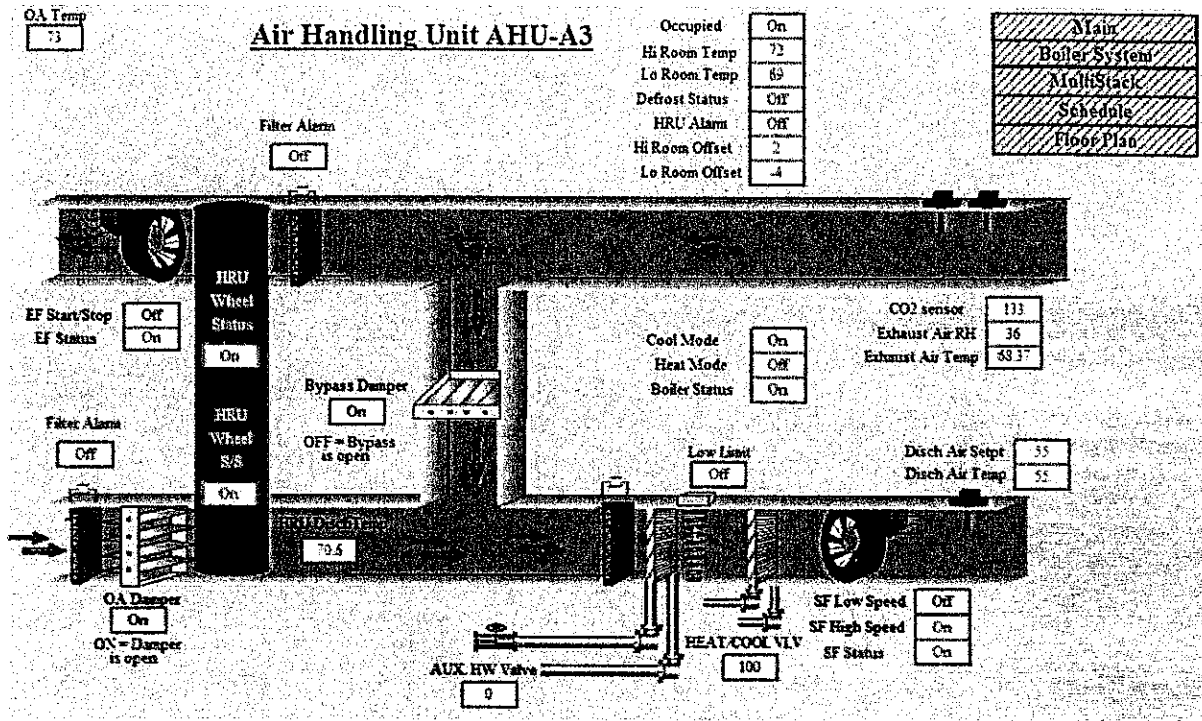 OA Temp
73
Air Handling Unit AHU-A3
Occupied On
Hi Room Temp 72
Lo Room Temp 69
Defrost Status Off
HRU Alarm Off
Hi Room Offset 2
Lo Room Offset -4
Main
Boiler System
MultiStack
Schedule
Floor Plan
Filter Alarm
Off
HRU
Wheel
Status
On
EF Start/Stop Off
EF Status On
CO2 sensor 133
Exhaust Air RH 36
Exhaust Air Temp 68.37
Cool Mode On
Heat Mode Off
Boiler Status On
Bypass Damper
On
OFF = Bypass
is open
HRU
Wheel
S/S
On
Filter Alarm
Off
Low Limit
Off
Disch Air Setpt 55
Disch Air Temp 55
HRU Disch Temp
70.6
OA Damper
On
ON = Damper
is open
SF Low Speed Off
SF High Speed On
SF Status On
HEAT/COOL VLV
100
AUX. HW Valve
0